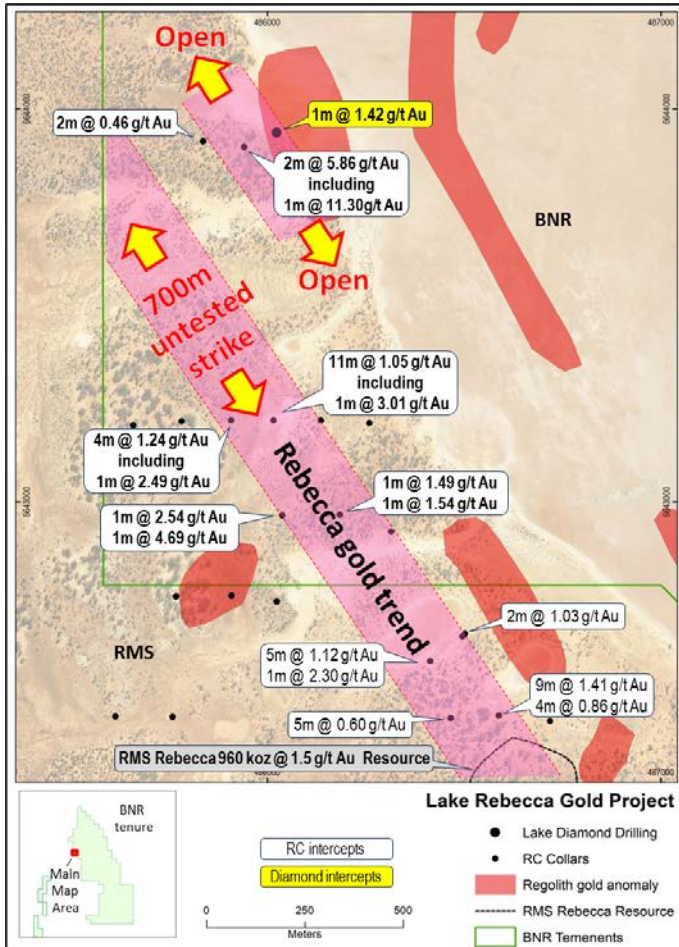 486000
487000
6644000
6644000
Open
1m @ 1.42 g/t Au
2m @ 0.46 g/t Au
2m @ 5.86 g/t Au
including
1m @ 11.30g/t Au
BNR
Open
700m
untested
strike
11m @ 1.05 g/t Au
including
1m @ 3.01 g/t Au
4m @ 1.24 g/t Au
including
1m @ 2.49 g/t Au
Rebecca gold trend
1m @ 1.49 g/t Au
1m @ 1.54 g/t Au
6643000
6643000
1m @ 2.54 g/t Au
1m @ 4.69 g/t Au
2m @ 1.03 g/t Au
RMS
5m @ 1.12 g/t Au
1m @ 2.30 g/t Au
9m @ 1.41 g/t Au
4m @ 0.86 g/t Au
5m @ 0.60 g/t Au
RMS Rebecca 960 koz @ 1.5 g/t Au Resource
486000
487000
BNR
tenure
Main
Map
Area
RC intercepts
Diamond intercepts
0 250 500
Meters
Lake Rebecca Gold Project
Lake Diamond Drilling
RC Collars
Regolith gold anomaly
RMS Rebecca Resource
BNR Tenements